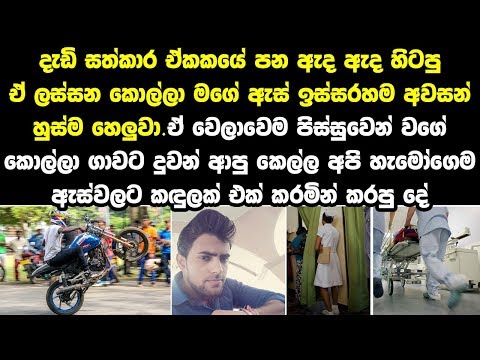 දැඩි සත්කාර ඒකකයේ පන ඇද ඇද හිටපු
ඒ ලස්සන කොල්ලා මගේ ඇස් ඉස්සරහම අවසන්
හුස්ම හෙලුවා.ඒ වෙලාවෙම පිස්සුවෙන් වගේ
කොල්ලා ගාවට දුවන් ආපු කෙල්ල අපි හැමෝගෙම
ඇස්වලට කඳුලක් එක් කරමින් කරපු දේ